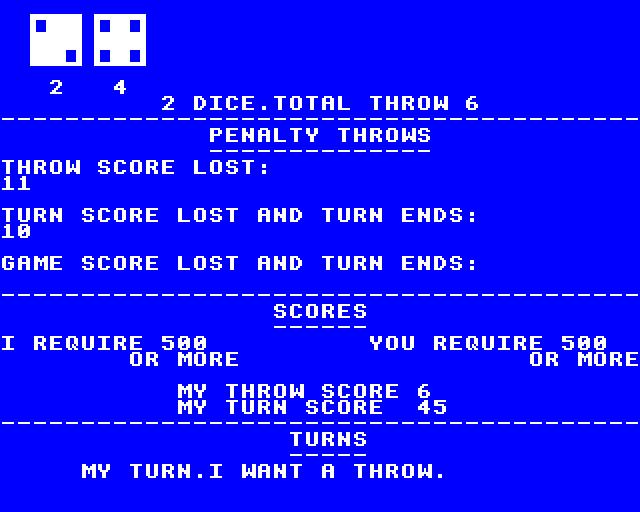 2 4
2 DICE.TOTAL THROW 6
PENALTY THROWS
THROW SCORE LOST:
11
TURN SCORE LOST AND TURN ENDS:
10
GAME SCORE LOST AND TURN ENDS:
SCORES
I REQUIRE 500 YOU REQUIRE 500
OR MORE OR MORE
MY THROW SCORE 6
MY TURN SCORE 45
TURNS
MY TURN.I WANT A THROW.